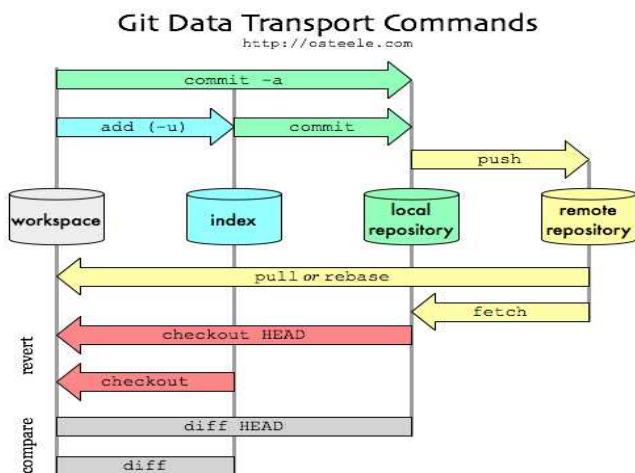 Git Data Transport Commands
http://osteele.com
commit -a
add (-u)
commit
push
workspace
index
local
repository
remote
repository
pull or rebase
fetch
revert
checkout HEAD
checkout
compare
diff HEAD
diff